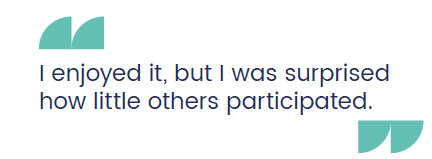 I enjoyed it, but I was surprised
how little others participated.